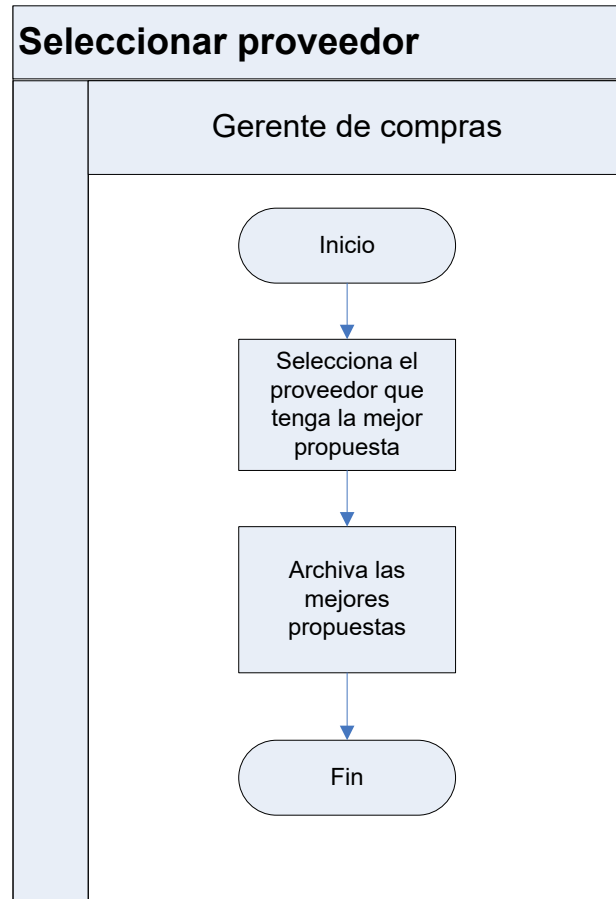 Seleccionar proveedor
Gerente de compras
Inicio
Selecciona el
proveedor que
tenga la mejor
propuesta
Archiva las
mejores
propuestas
Fin